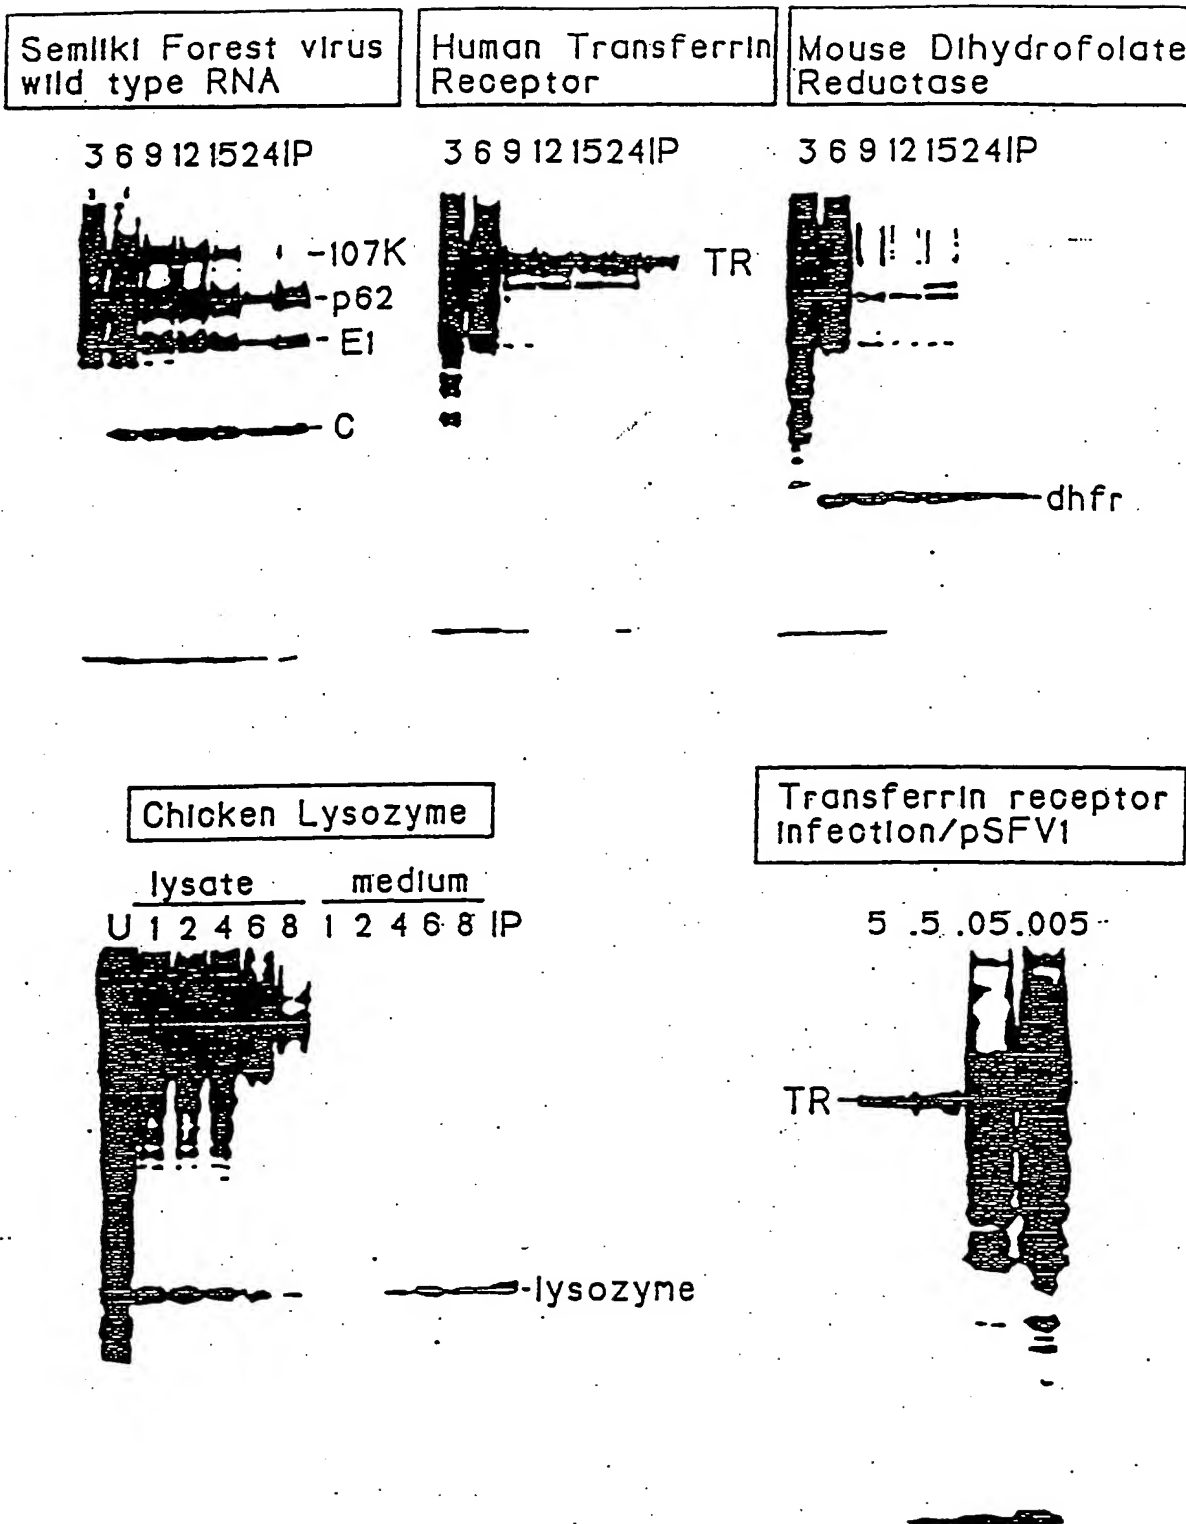 Semliki Forest virus
wild type RNA
Human Transferrin
Receptor
Mouse Dihydrofolate
Reductase
3 6 9 12 15 24 IP
3 6 9 12 15 24 IP
3 6 9 12 15 24 IP
-107K
-p62
-E1
-C
TR
-dhfr
Chicken Lysozyme
lysate medium
U 1 2 4 6 8 1 2 4 6 8 IP
-lysozyme
Transferrin receptor
infection/pSFV1
5 .5 .05 .005
TR-